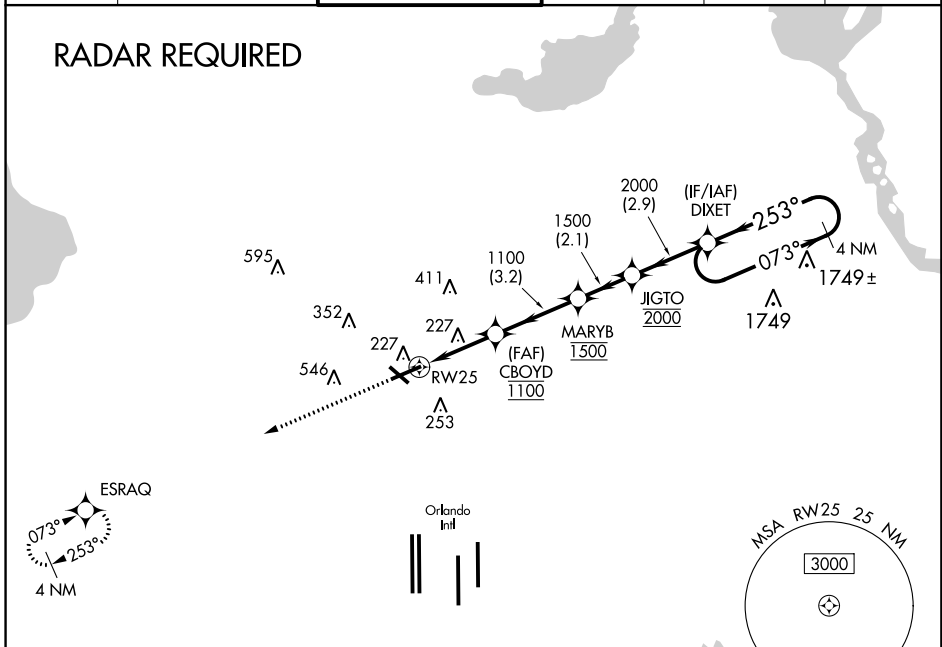 RADAR REQUIRED
2000
(2.9)
(IF/IAF)
DIXET
253°
1500
(2.1)
073°
4 NM
1749 ±
595
1100
(3.2)
411
1749
JIGTO
2000
352
227
MARYB
1500
227
(FAF)
CBOYD
1100
546
RW25
253
ESRAQ
073°
253°
4 NM
Orlando
Intl
MSA RW25 25 NM
3000